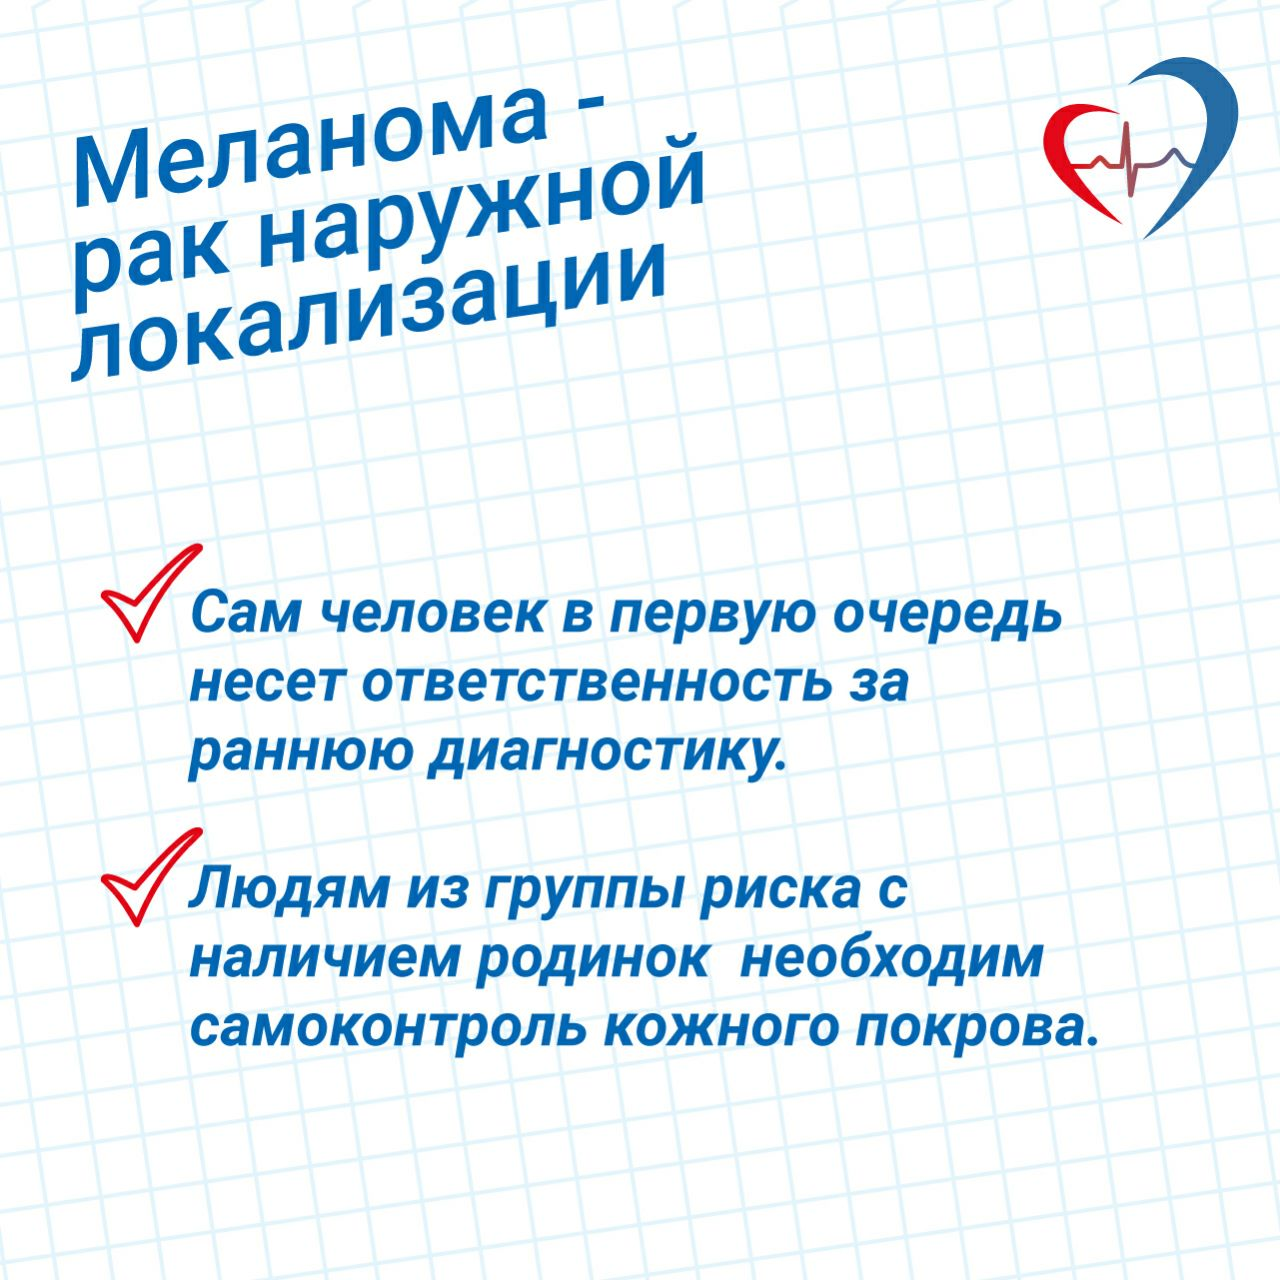 Меланома -
рак наружной
локализации
Сам человек в первую очередь
несет ответственность за
раннюю диагностику.
Людям из группы риска с
наличием родинок  необходим
самоконтроль кожного покрова.